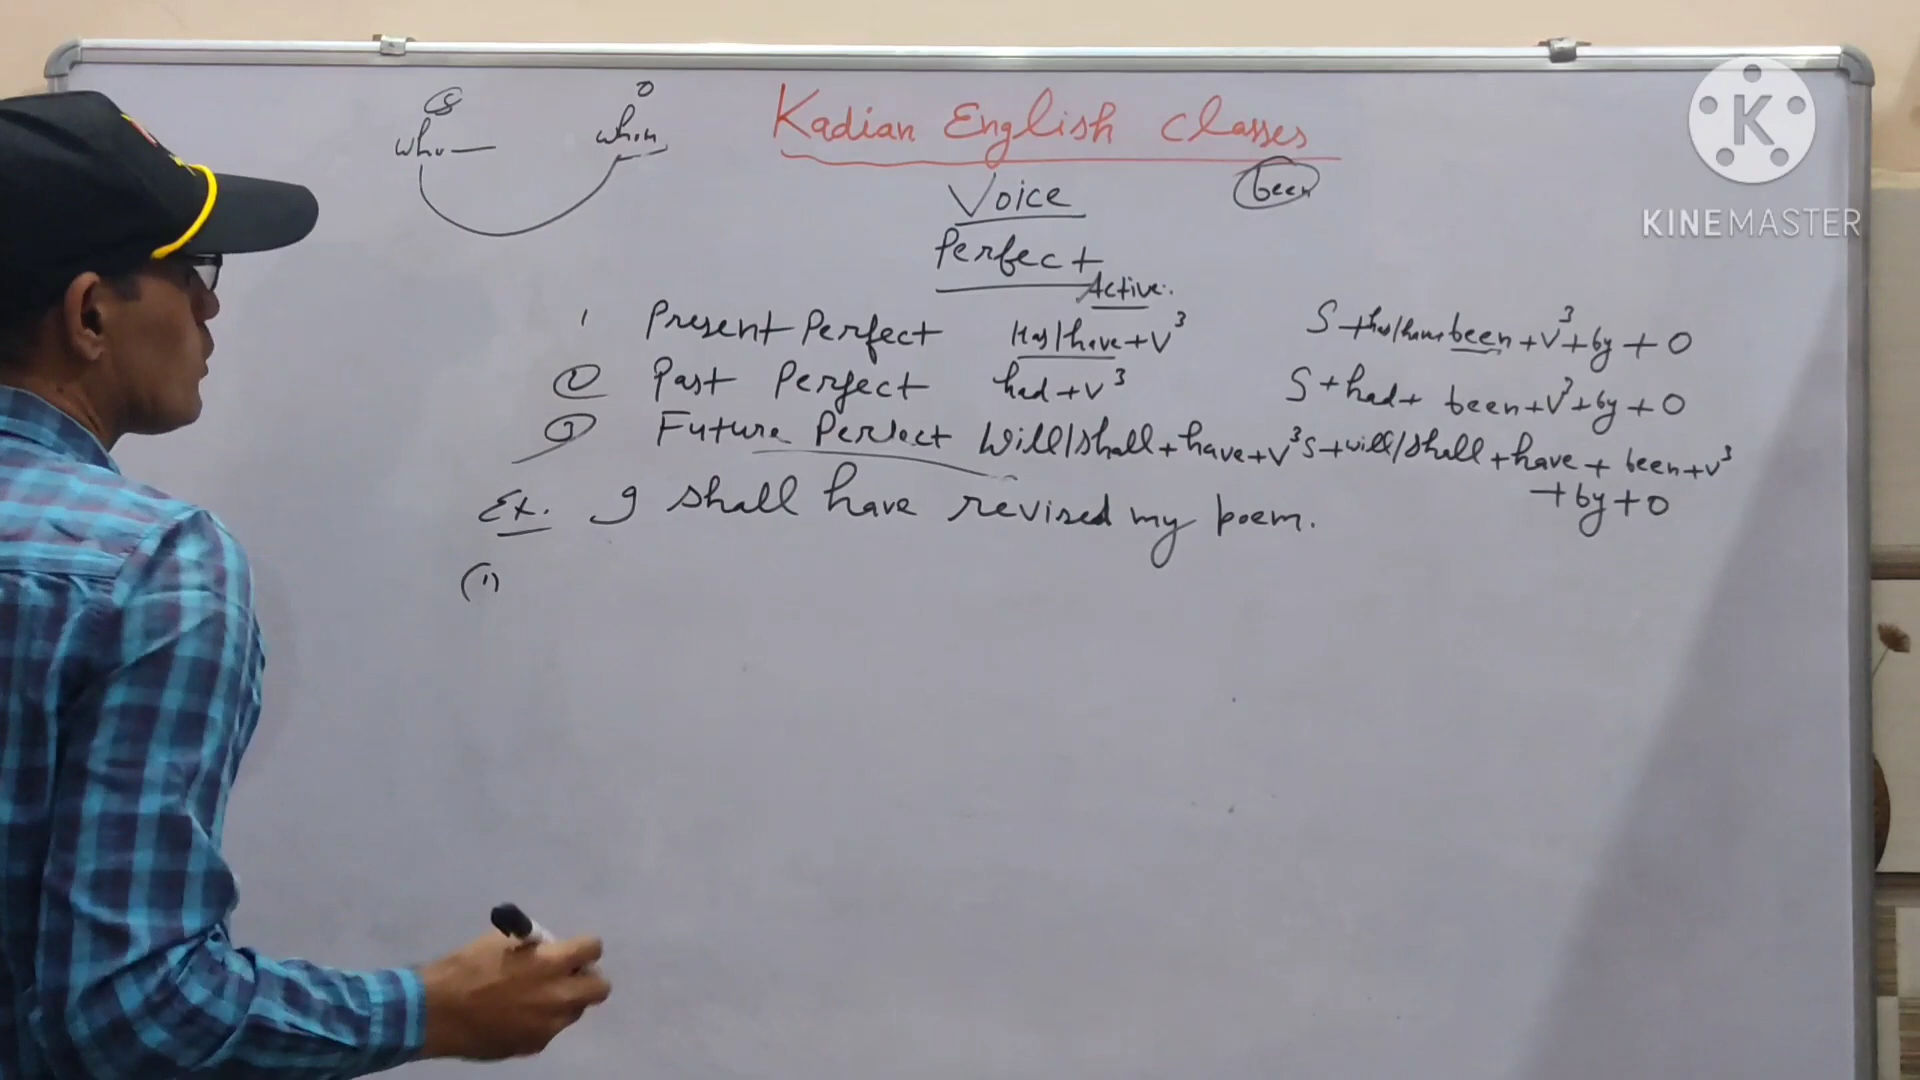 S
O
who
whom
Kadian English Classes
Voice
been
Perfect
Active.
1 Present Perfect Has/have+V³ S+has/have been+V³+by+O
② Past Perfect had+V³ S+had+ been+V³+by+O
③ Future Perfect Will/shall+have+V³ S+will/shall+have+been+V³
+by+O
Ex. I shall have revised my poem.
(1)
K
KINEMASTER